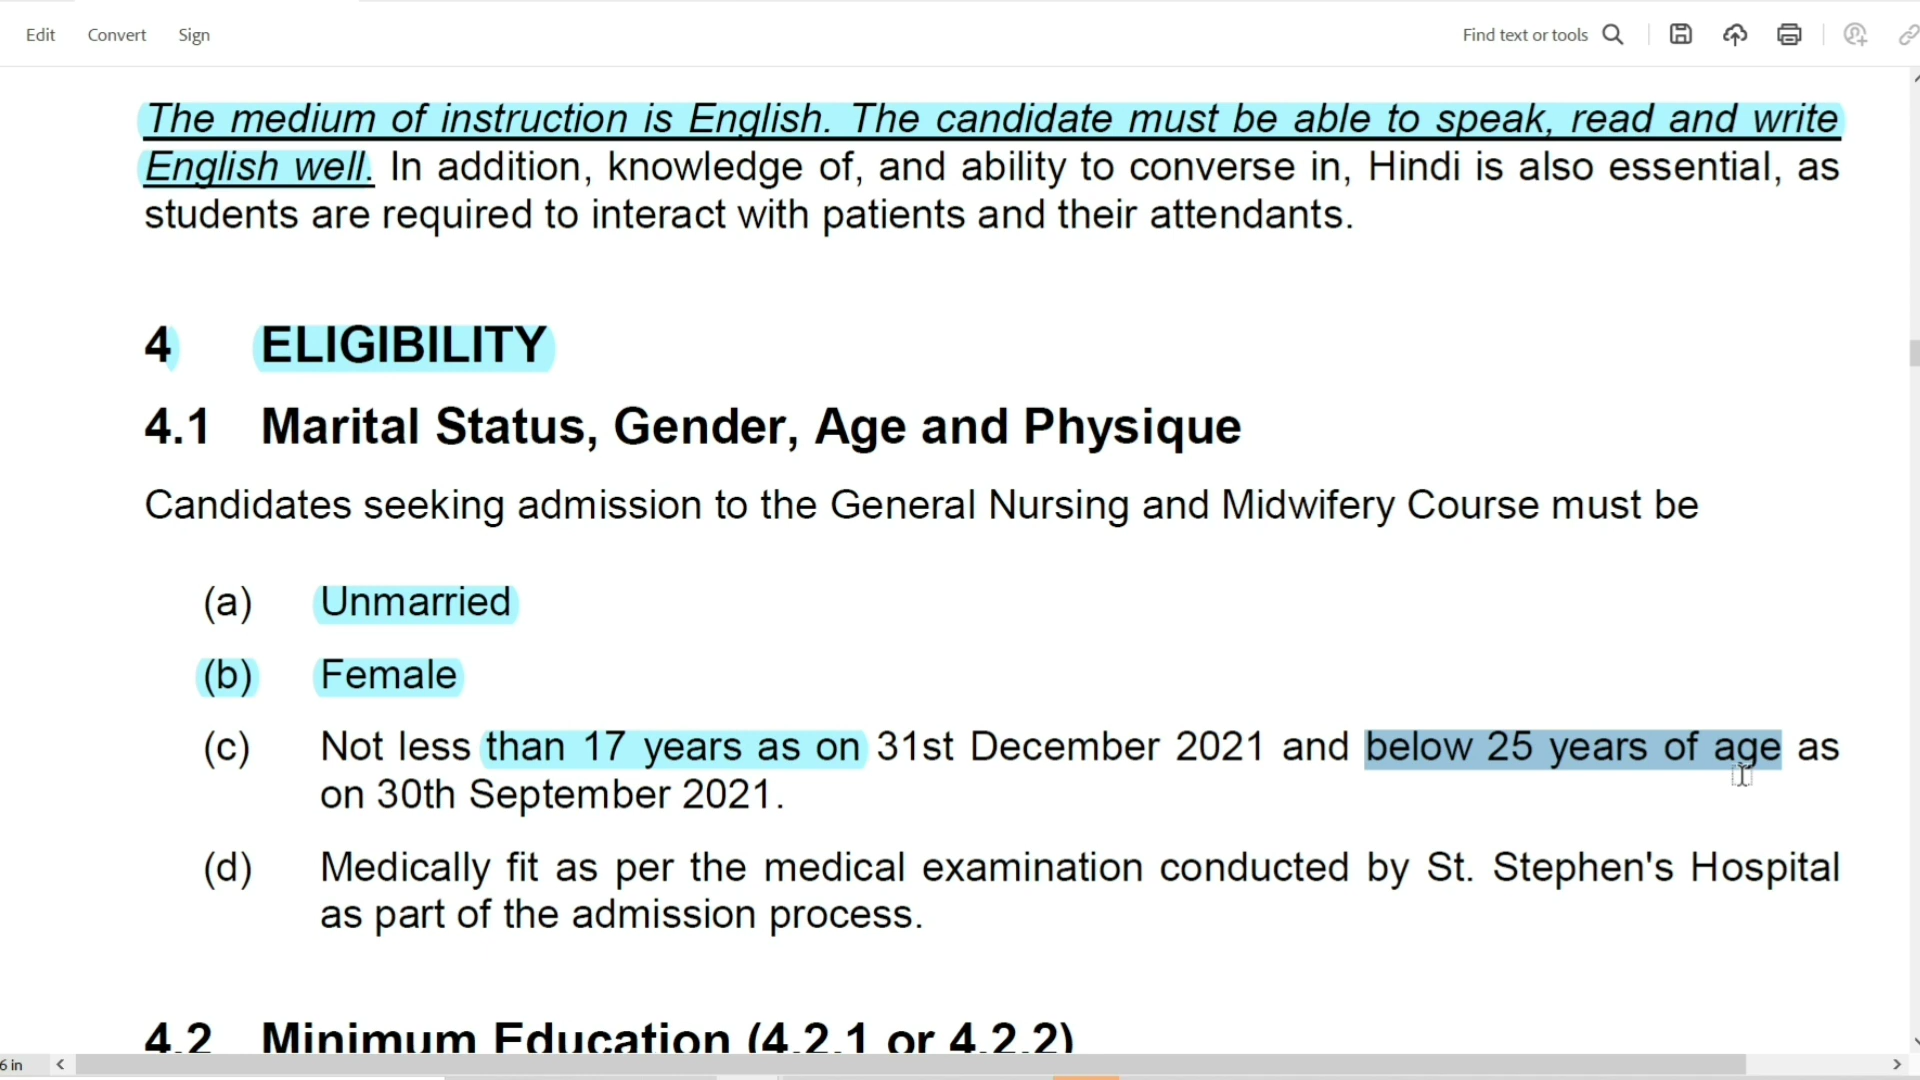 Edit Convert Sign Find text or tools
The medium of instruction is English. The candidate must be able to speak, read and write
English well. In addition, knowledge of, and ability to converse in, Hindi is also essential, as
students are required to interact with patients and their attendants.
4 ELIGIBILITY
4.1 Marital Status, Gender, Age and Physique
Candidates seeking admission to the General Nursing and Midwifery Course must be
(a) Unmarried
(b) Female
(c) Not less than 17 years as on 31st December 2021 and below 25 years of age as
on 30th September 2021.
(d) Medically fit as per the medical examination conducted by St. Stephen's Hospital
as part of the admission process.
4.2 Minimum Education (4.2.1 or 4.2.2)
6 in